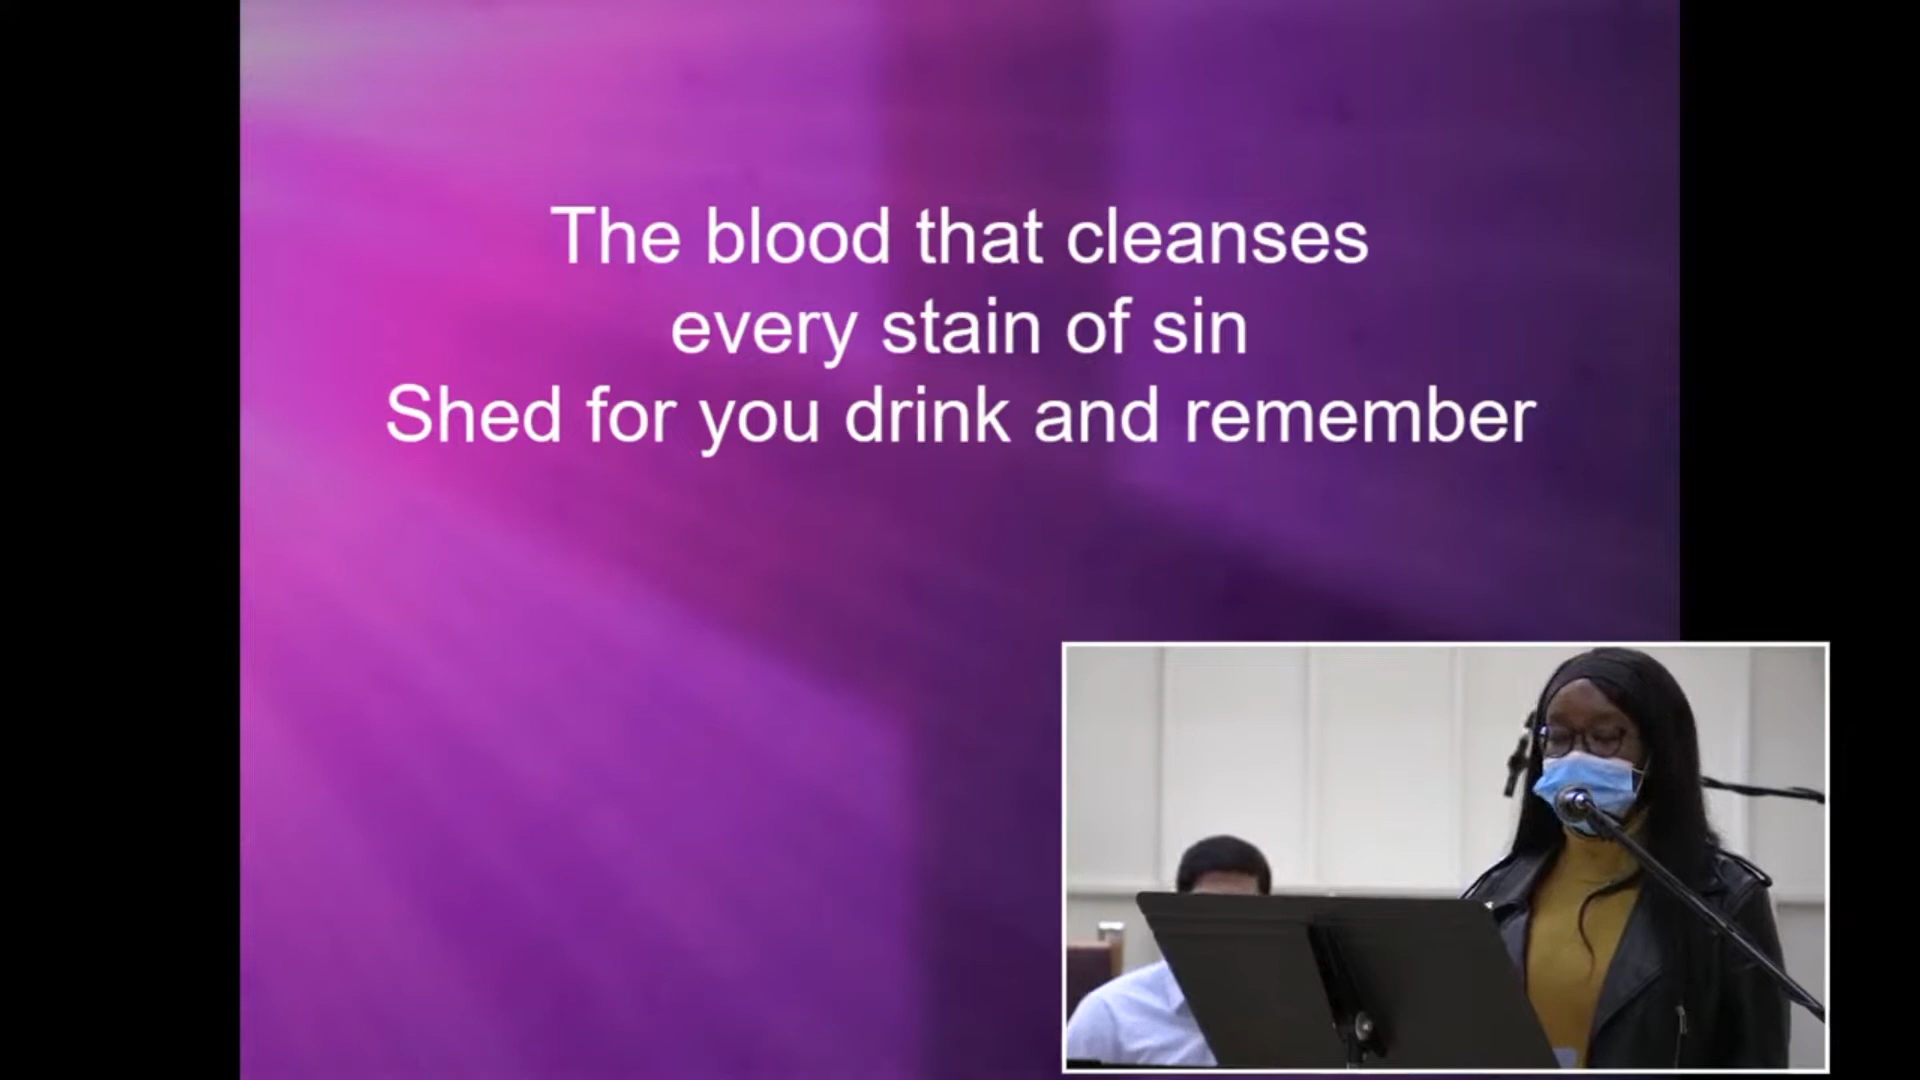 The blood that cleanses
every stain of sin
Shed for you drink and remember